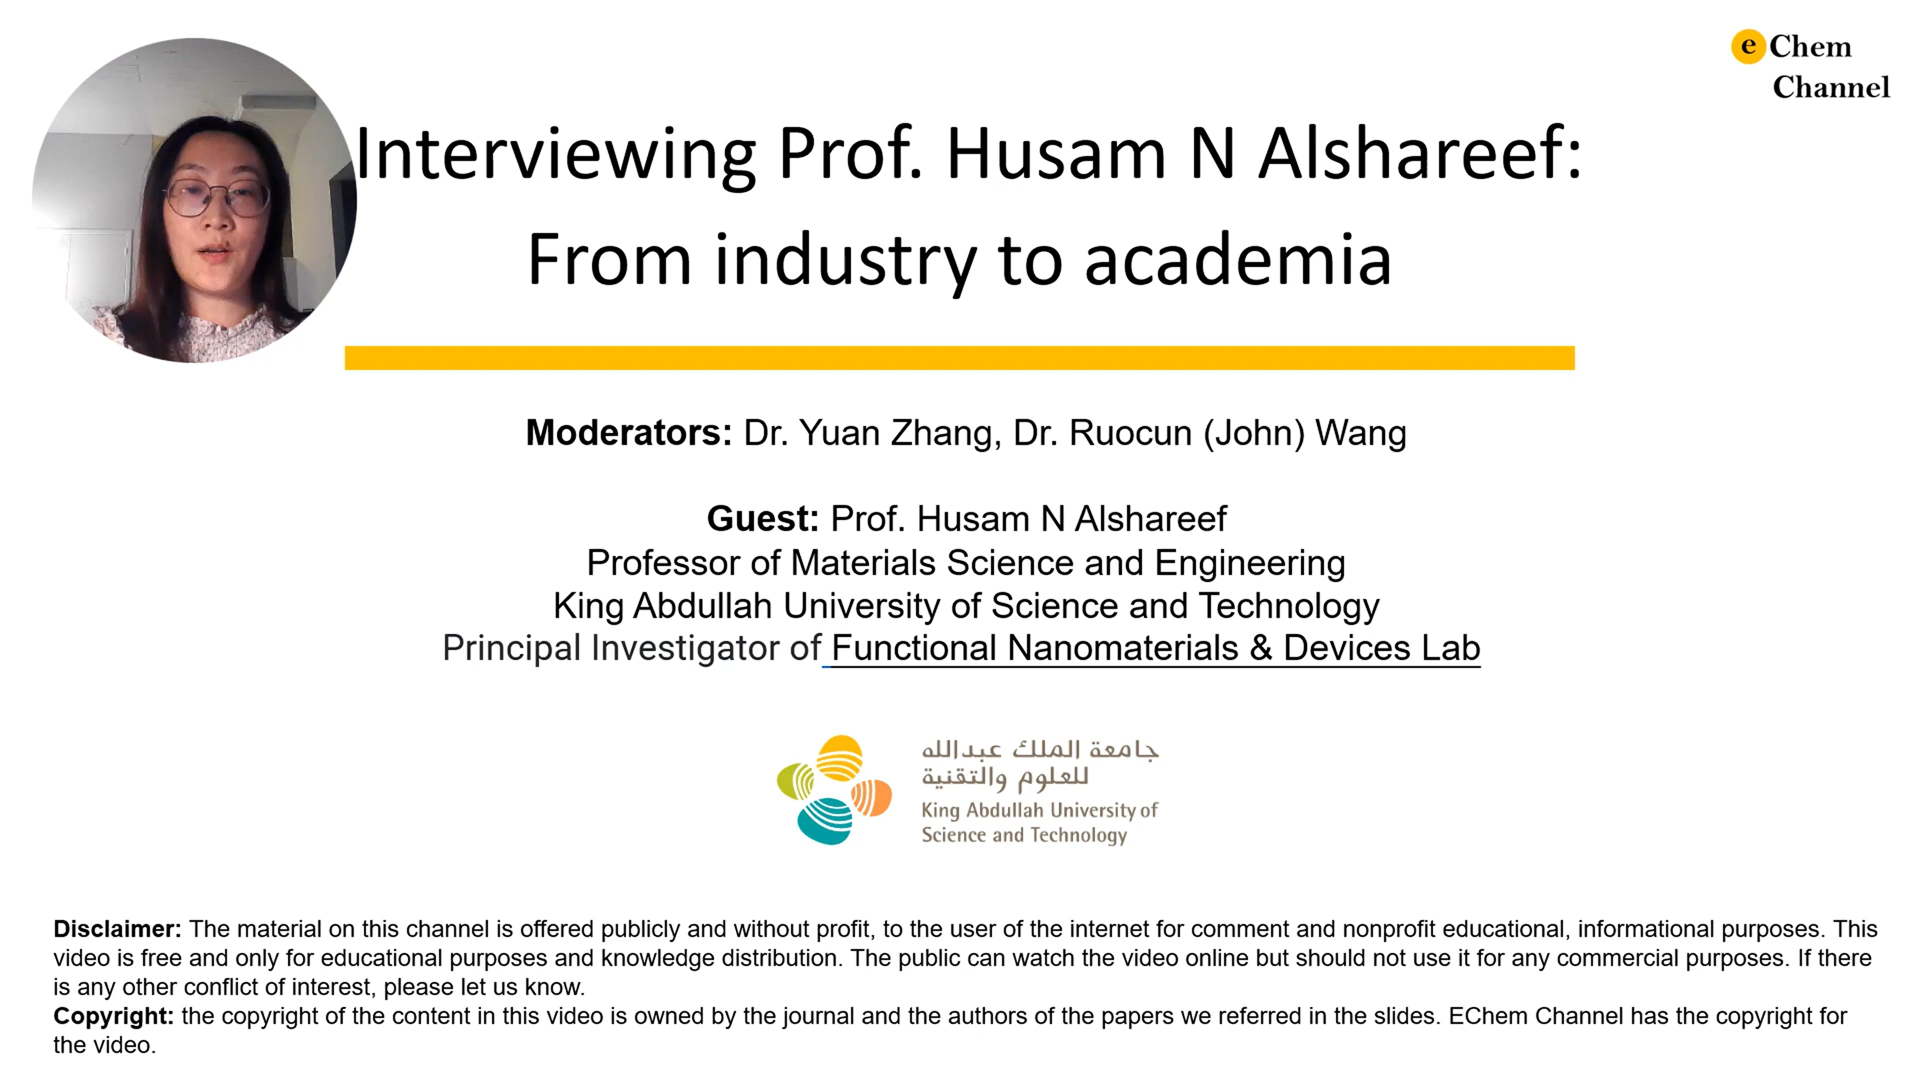 e Chem
Channel
Interviewing Prof. Husam N Alshareef:
From industry to academia
Moderators: Dr. Yuan Zhang, Dr. Ruocun (John) Wang
Guest: Prof. Husam N Alshareef
Professor of Materials Science and Engineering
King Abdullah University of Science and Technology
Principal Investigator of Functional Nanomaterials & Devices Lab
جامعة الملك عبدالله
للعلوم والتقنية
King Abdullah University of
Science and Technology
Disclaimer: The material on this channel is offered publicly and without profit, to the user of the internet for comment and nonprofit educational, informational purposes. This
video is free and only for educational purposes and knowledge distribution. The public can watch the video online but should not use it for any commercial purposes. If there
is any other conflict of interest, please let us know.
Copyright: the copyright of the content in this video is owned by the journal and the authors of the papers we referred in the slides. EChem Channel has the copyright for
the video.